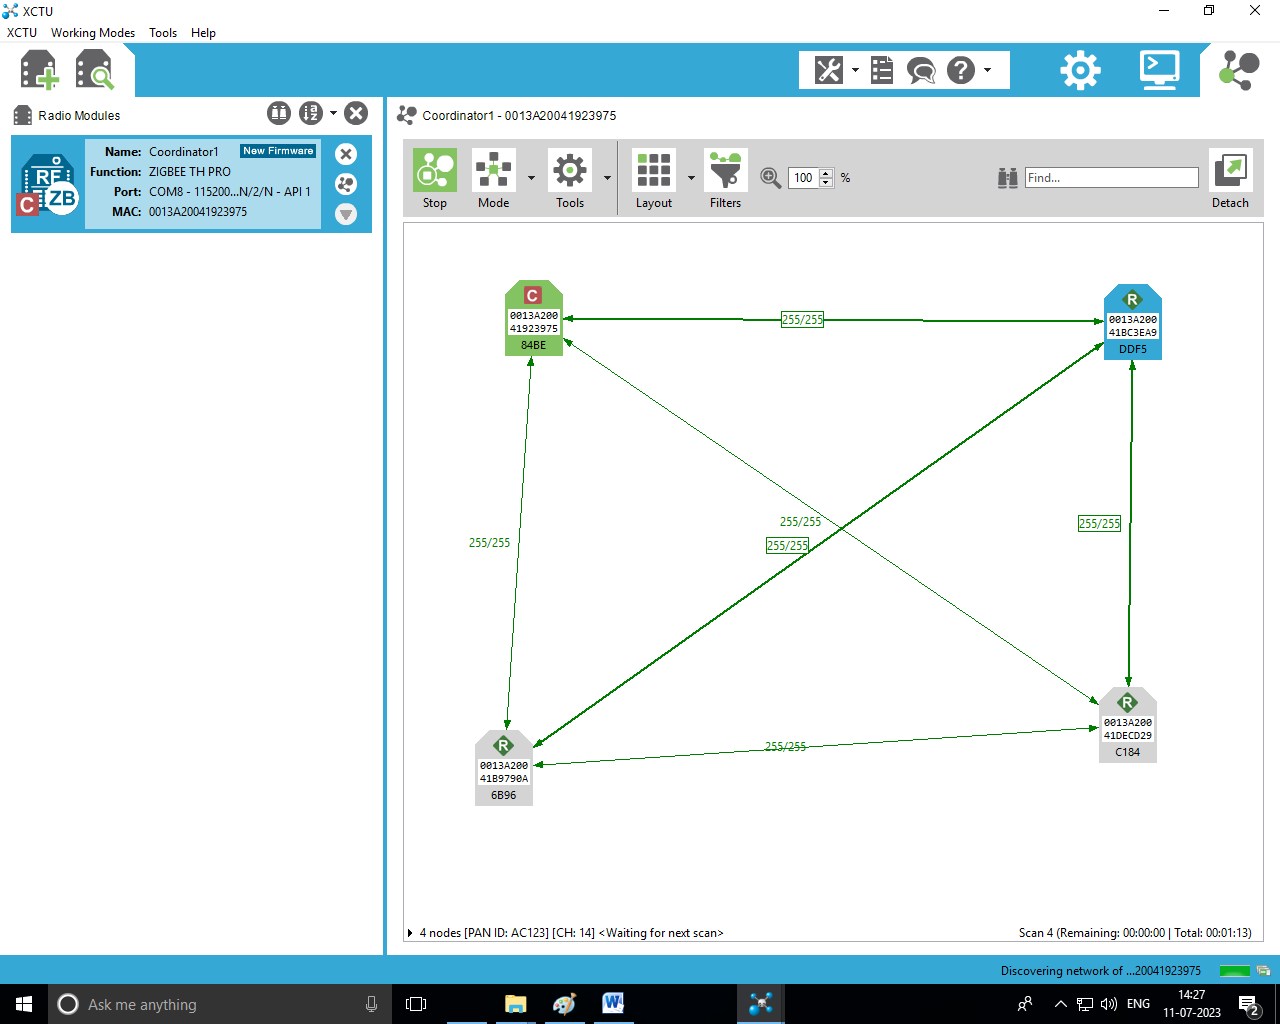 XCTU
XCTU Working Modes Tools Help
Radio Modules
Name: Coordinator1 New Firmware
Function: ZIGBEE TH PRO
Port: COM8 - 115200...N/2/N - API 1
MAC: 0013A20041923975
RF
ZB
C
Coordinator1 - 0013A20041923975
Stop Mode Tools Layout Filters 100 % Find... Detach
C
0013A200
41923975
84BE
R
0013A200
41BC3EA9
DDF5
255/255
255/255
255/255
255/255
255/255
255/255
R
0013A200
41DECD29
C184
R
0013A200
41B9790A
6B96
4 nodes [PAN ID: AC123] [CH: 14] <Waiting for next scan> Scan 4 (Remaining: 00:00:00 | Total: 00:01:13)
Discovering network of ...20041923975
Ask me anything
ENG
14:27
11-07-2023
2